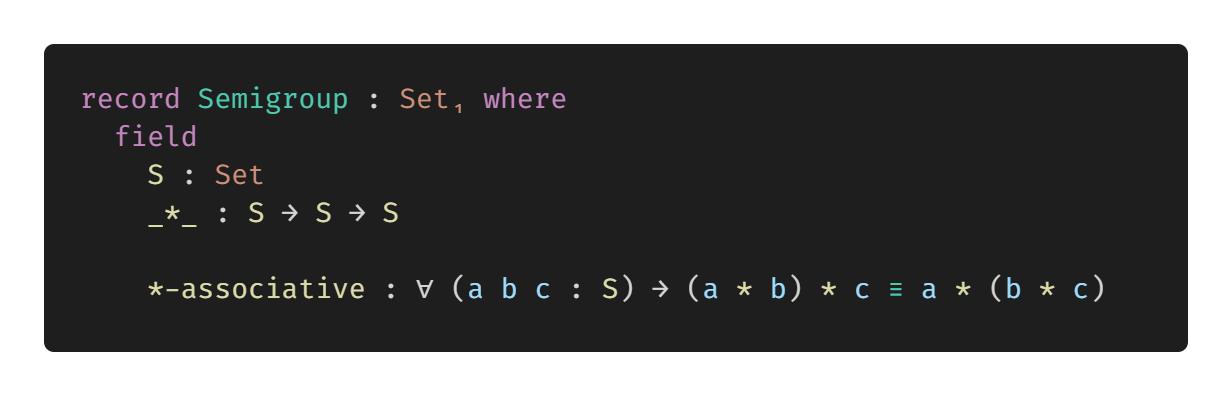 record Semigroup : Set₁ where
  field
    S : Set
    _*_ : S → S → S

    *-associative : ∀ (a b c : S) → (a * b) * c ≡ a * (b * c)